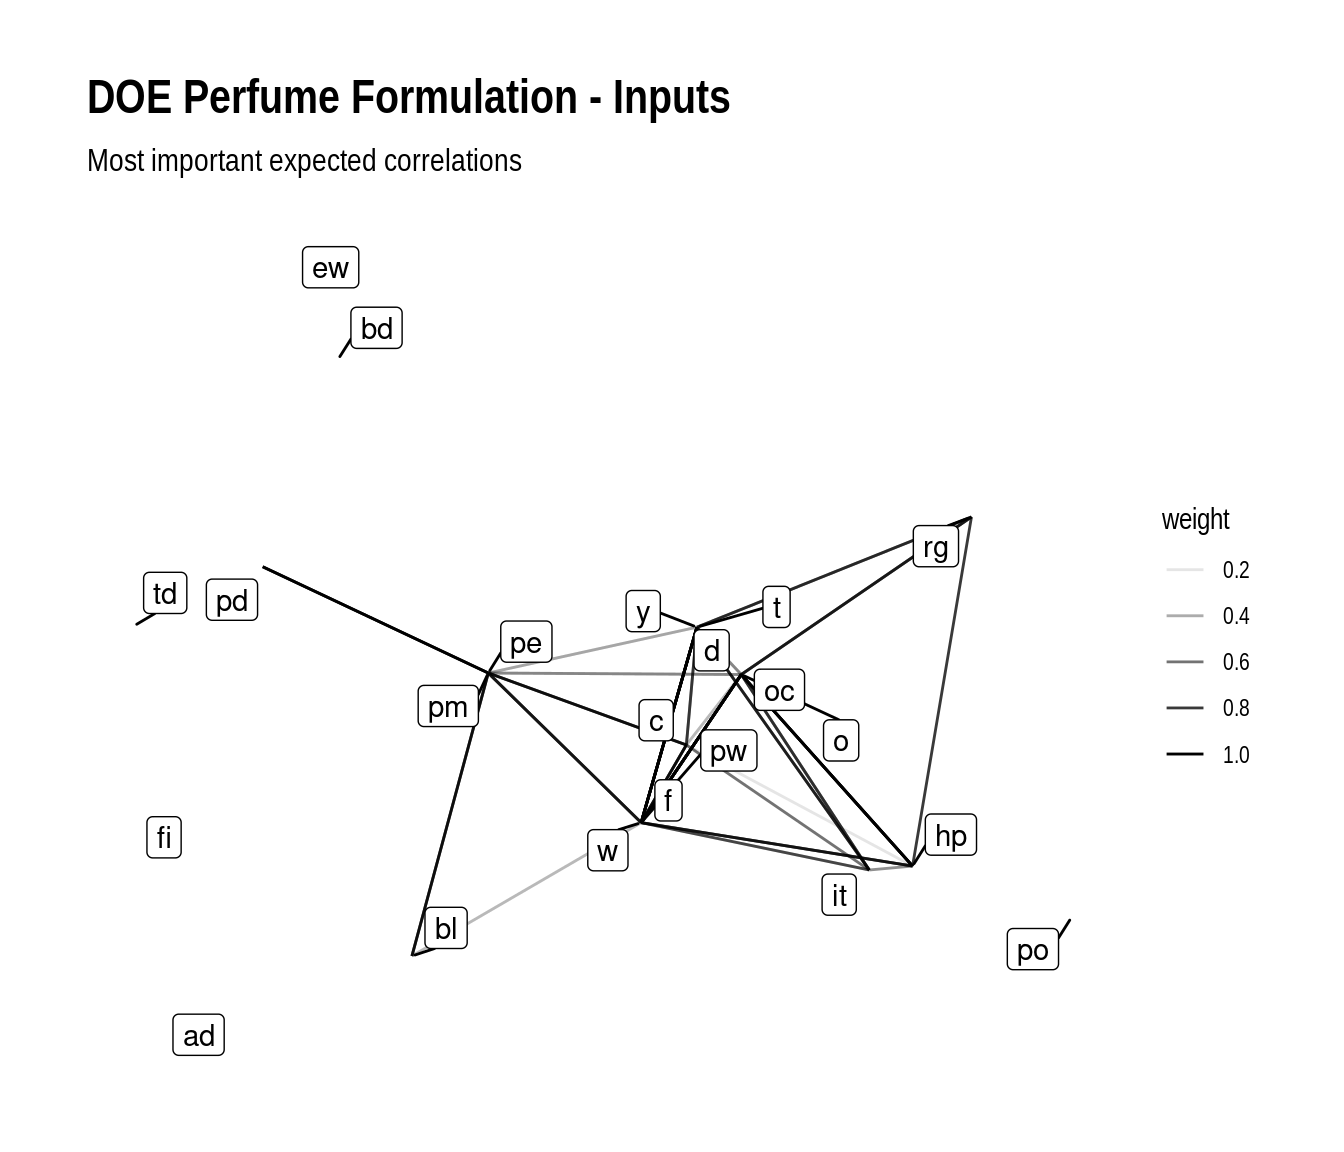 DOE Perfume Formulation - Inputs
Most important expected correlations
ew
bd
weight
0.2
0.4
0.6
0.8
1.0
rg
td
pd
y
t
pe
d
pm
oc
c
o
pw
f
fi
w
hp
it
bl
po
ad